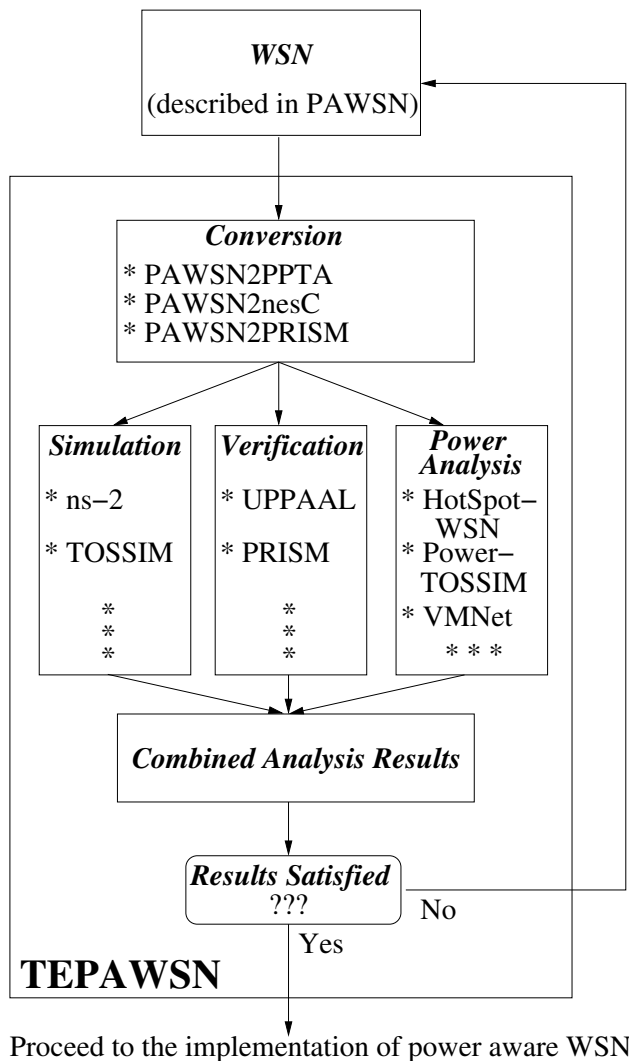 WSN
(described in PAWSN)
Conversion
* PAWSN2PPTA
* PAWSN2nesC
* PAWSN2PRISM
Simulation
* ns−2
* TOSSIM
*
*
*
Verification
* UPPAAL
* PRISM
*
*
*
Power
Analysis
* HotSpot−
WSN
* Power−
TOSSIM
* VMNet
* * *
Combined Analysis Results
Results Satisfied
???
No
Yes
TEPAWSN
Proceed to the implementation of power aware WSN